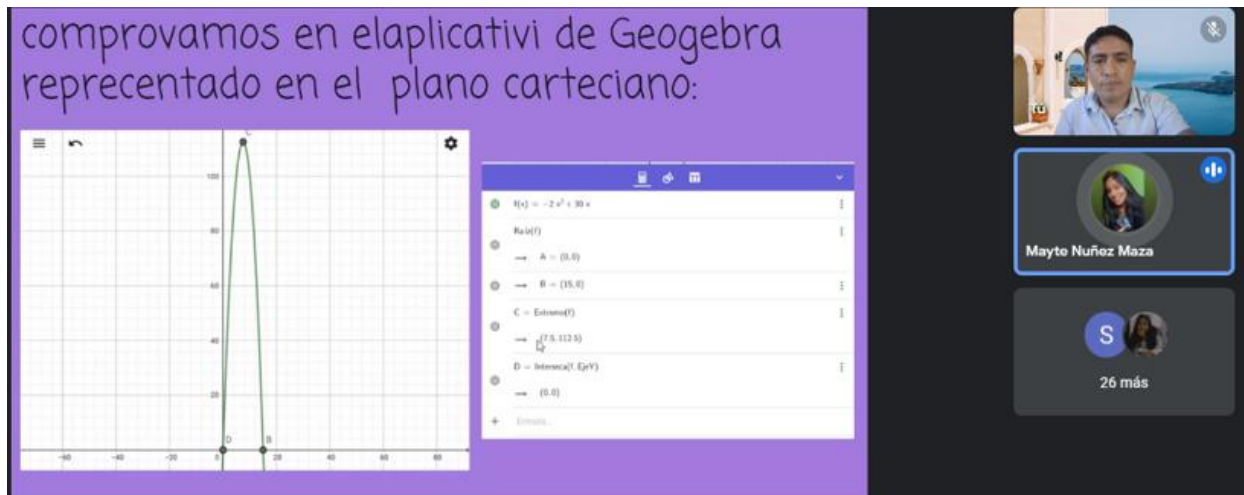 comprovamos en elaplicativi de Geogebra
reprecentado en el plano carteciano:
C
100
80
60
40
20
D
B
-60
-40
-20
0
20
40
60
80
f(x) = -2 x² + 30 x
Raíz(f)
→ A = (0,0)
→ B = (15,0)
C = Extremo(f)
→ (7.5, 112.5)
D = Interseca(f, EjeY)
→ (0,0)
+ Entrada...
Mayte Nuñez Maza
S
26 más